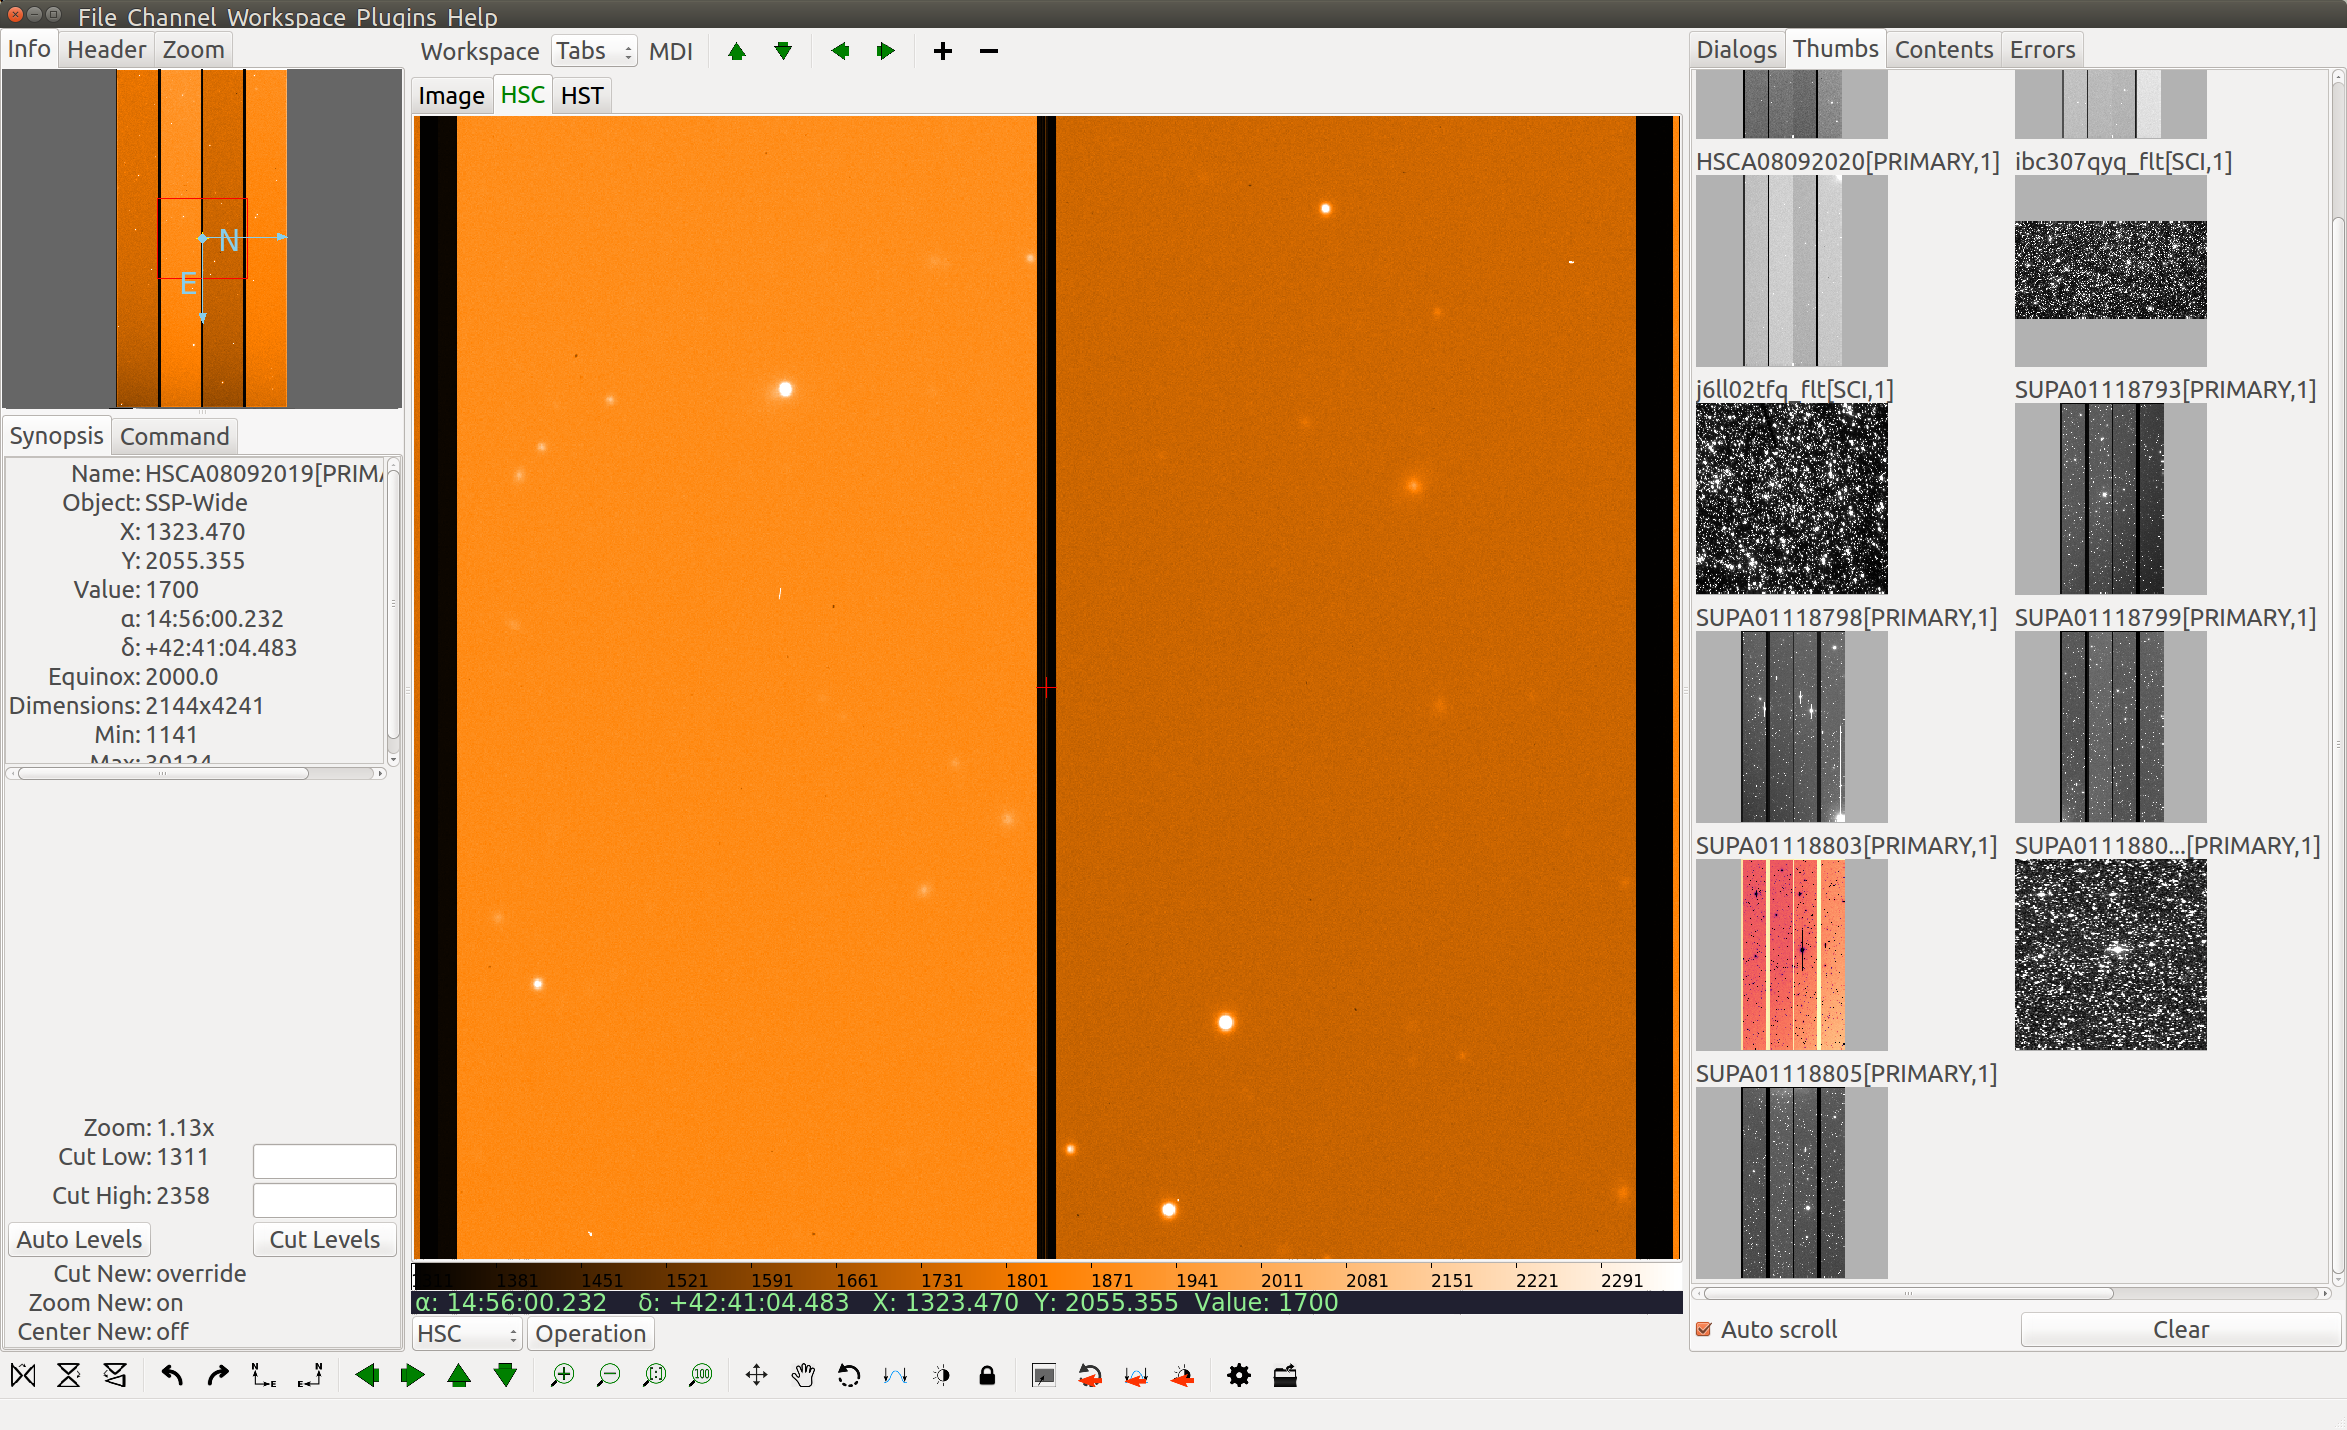 File Channel Workspace Plugins Help
Info Header Zoom
Workspace Tabs MDI
Dialogs Thumbs Contents Errors
Image HSC HST
N
E
Synopsis Command
Name: HSCA08092019[PRIM
Object: SSP-Wide
X: 1323.470
Y: 2055.355
Value: 1700
α: 14:56:00.232
δ: +42:41:04.483
Equinox: 2000.0
Dimensions: 2144x4241
Min: 1141
Max: 30124
Zoom: 1.13x
Cut Low: 1311
Cut High: 2358
Auto Levels Cut Levels
Cut New: override
Zoom New: on
Center New: off
1311 1381 1451 1521 1591 1661 1731 1801 1871 1941 2011 2081 2151 2221 2291
α: 14:56:00.232 δ: +42:41:04.483 X: 1323.470 Y: 2055.355 Value: 1700
HSC Operation
HSCA08092020[PRIMARY,1] ibc307qyq_flt[SCI,1]
j6ll02tfq_flt[SCI,1] SUPA01118793[PRIMARY,1]
SUPA01118798[PRIMARY,1] SUPA01118799[PRIMARY,1]
SUPA01118803[PRIMARY,1] SUPA0111880...[PRIMARY,1]
SUPA01118805[PRIMARY,1]
Auto scroll Clear
N E N E
100